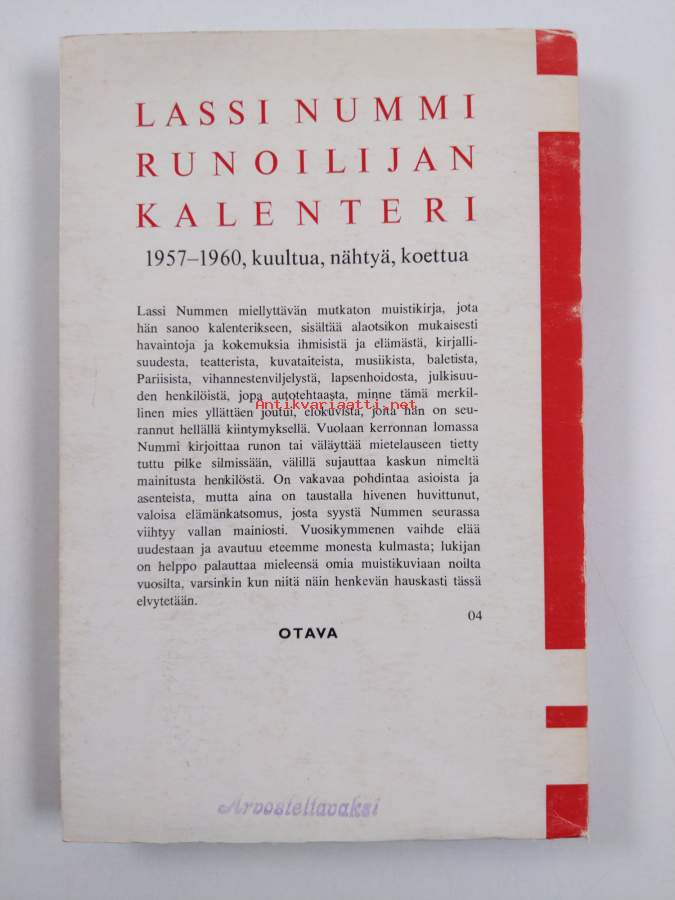 LASSI NUMMI
RUNOILIJAN
KALENTERI
1957–1960, kuultua, nähtyä, koettua
Lassi Nummen miellyttävän mutkaton muistikirja, jota
hän sanoo kalenterikseen, sisältää alaotsikon mukaisesti
havaintoja ja kokemuksia ihmisistä ja elämästä, kirjalli-
suudesta, teatterista, kuvataiteista, musiikista, baletista,
Pariisista, vihannestenviljelystä, lapsenhoidosta, julkisuu-
den henkilöistä, jopa autotehtaasta, minne tämä merkil-
Antikvariaatti.net
linen mies yllättäen joutui, elokuvista, joita hän on seu-
rannut hellällä kiintymyksellä. Vuolaan kerronnan lomassa
Nummi kirjoittaa runon tai väläyttää mietelauseen tietty
tuttu pilke silmissään, välillä sujauttaa kaskun nimeltä
mainitusta henkilöstä. On vakavaa pohdintaa asioista ja
asenteista, mutta aina on taustalla hivenen huvittunut,
valoisa elämänkatsomus, josta syystä Nummen seurassa
viihtyy vallan mainiosti. Vuosikymmenen vaihde elää
uudestaan ja avautuu eteemme monesta kulmasta; lukijan
on helppo palauttaa mieleensä omia muistikuviaan noilta
vuosilta, varsinkin kun niitä näin henkevän hauskasti tässä
elvytetään.
04
OTAVA
Arvosteltavaksi